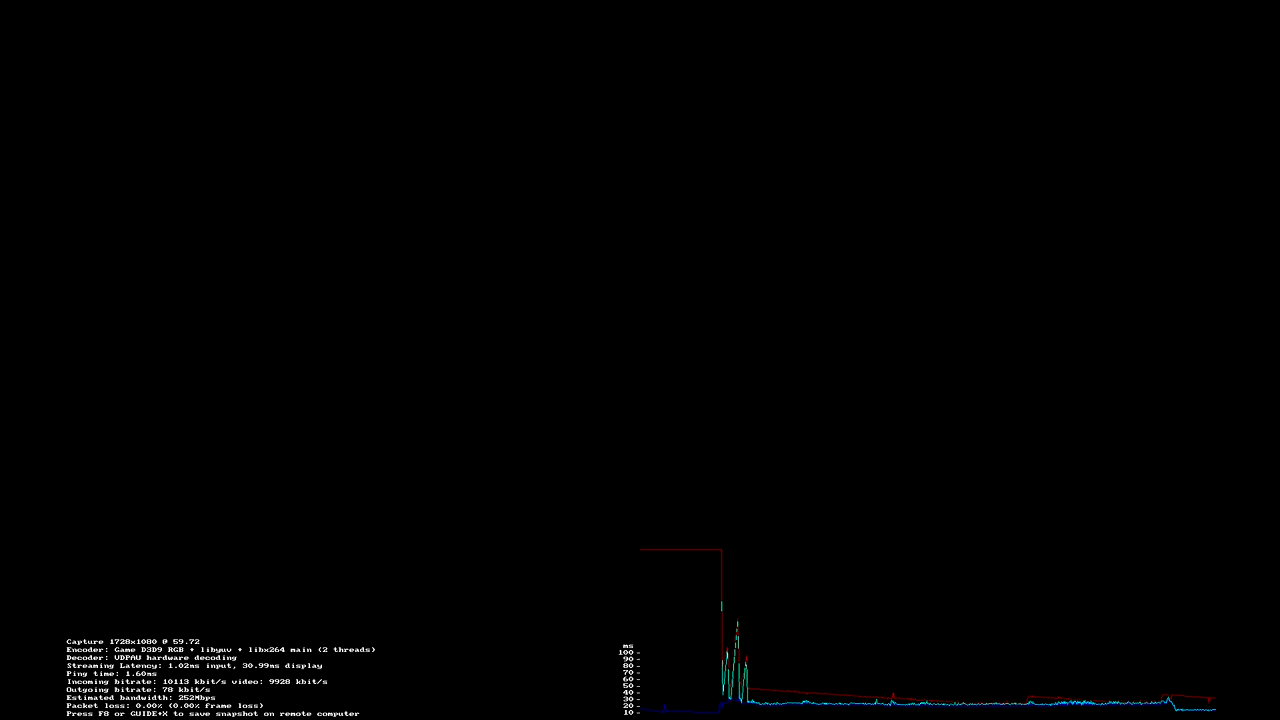 Capture 1728x1080 @ 59.72
Encoder: Game D3D9 RGB + libyuv + libx264 main (2 threads)
Decoder: VDPAU hardware decoding
Streaming Latency: 1.02ms input, 30.99ms display
Ping time: 1.60ms
Incoming bitrate: 10113 kbit/s video: 9928 kbit/s
Outgoing bitrate: 78 kbit/s
Estimated bandwidth: 252Mbps
Packet loss: 0.00% (0.00% frame loss)
Press F8 or GUIDE+X to save snapshot on remote computer
ms
100
90
80
70
60
50
40
30
20
10